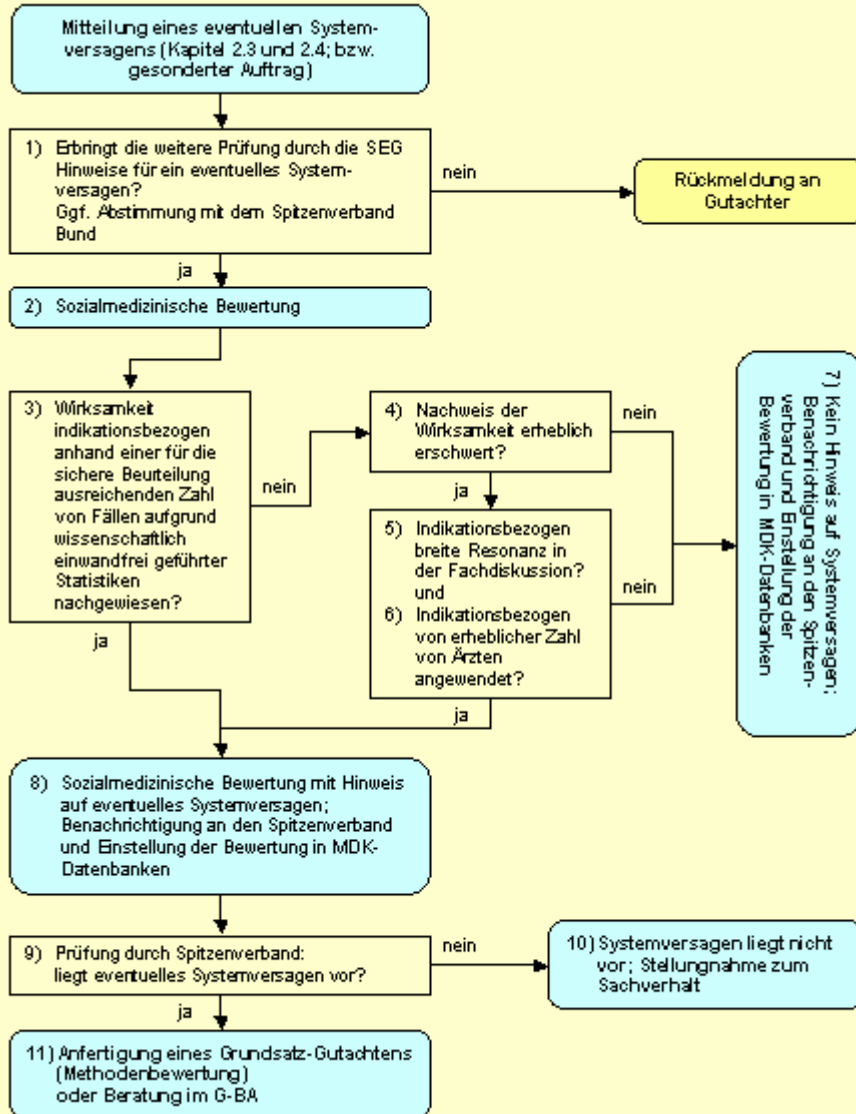 Mitteilung eines eventuellen System-
versagens (Kapitel 2.3 und 2.4; bzw.
gesonderter Auftrag)
1) Erbringt die weitere Prüfung durch die SEG
Hinweise für ein eventuelles System-
versagen?
Ggf. Abstimmung mit dem Spitzenverband
Bund
nein
Rückmeldung an
Gutachter
ja
2) Sozialmedizinische Bewertung
3) Wirksamkeit
indikationsbezogen
anhand einer für die
sichere Beurteilung
ausreichenden Zahl
von Fällen aufgrund
wissenschaftlich
einwandfrei geführter
Statistiken
nachgewiesen?
nein
ja
4) Nachweis der
Wirksamkeit erheblich
erschwert?
nein
ja
5) Indikationsbezogen
breite Resonanz in
der Fachdiskussion?
und
6) Indikationsbezogen
von erheblicher Zahl
von Ärzten
angewendet?
nein
ja
7) Kein Hinweis auf Systemversagen;
Benachrichtigung an den Spitzen-
verband und Einstellung der
Bewertung in MDK-Datenbanken
8) Sozialmedizinische Bewertung mit Hinweis
auf eventuelles Systemversagen;
Benachrichtigung an den Spitzenverband
und Einstellung der Bewertung in MDK-
Datenbanken
9) Prüfung durch Spitzenverband:
liegt eventuelles Systemversagen vor?
nein
10) Systemversagen liegt nicht
vor; Stellungnahme zum
Sachverhalt
ja
11) Anfertigung eines Grundsatz-Gutachtens
(Methodenbewertung)
oder Beratung im G-BA